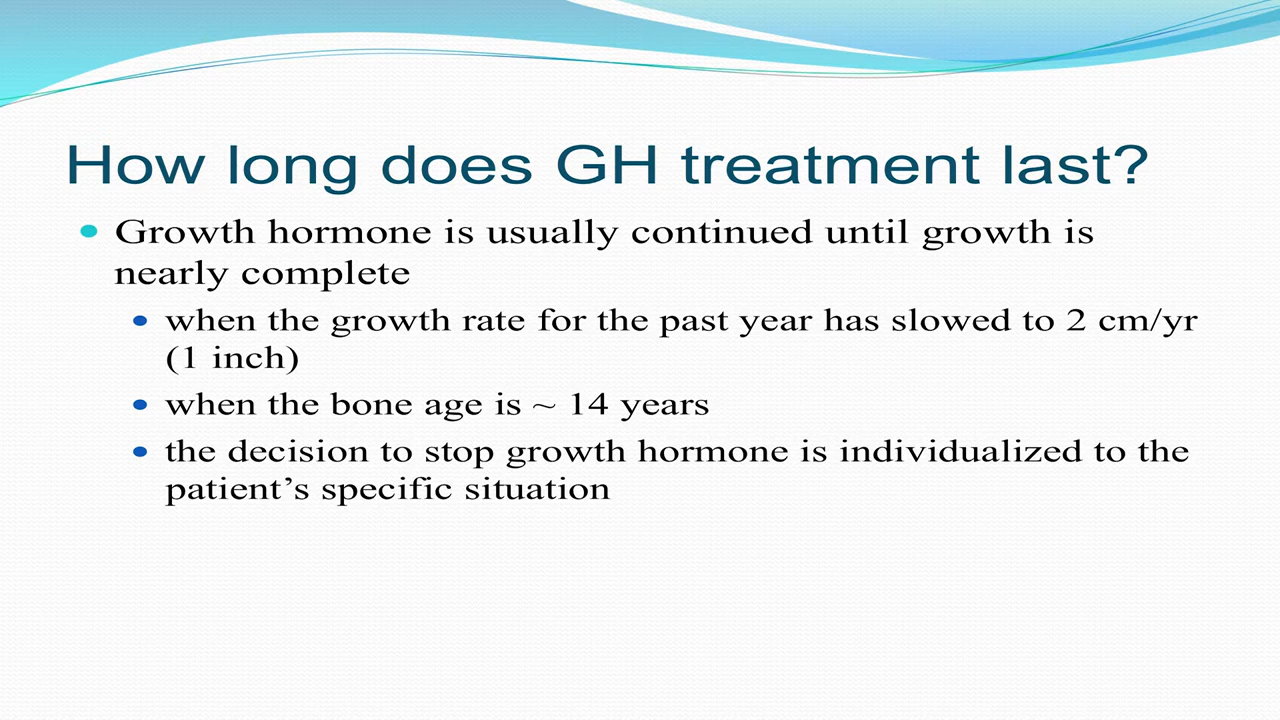 How long does GH treatment last?
Growth hormone is usually continued until growth is
nearly complete
when the growth rate for the past year has slowed to 2 cm/yr
(1 inch)
when the bone age is ~ 14 years
the decision to stop growth hormone is individualized to the
patient’s specific situation